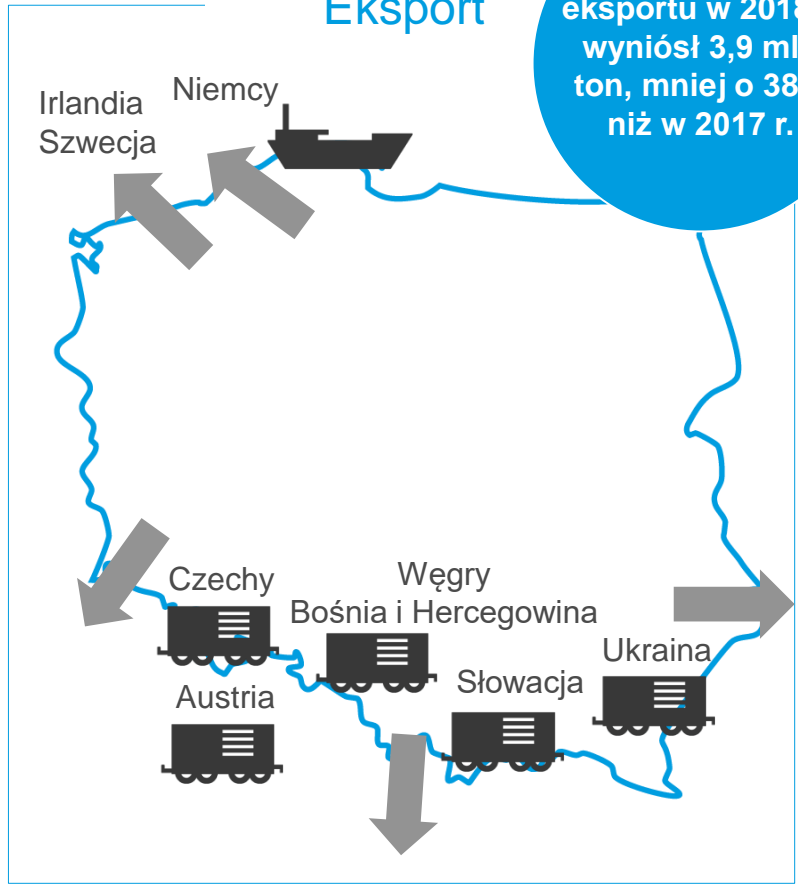 Eksport
eksportu w 2018
wyniósł 3,9 ml
ton, mniej o 38
niż w 2017 r.
Niemcy
Irlandia
Szwecja
Czechy
Węgry
Bośnia i Hercegowina
Ukraina
Słowacja
Austria